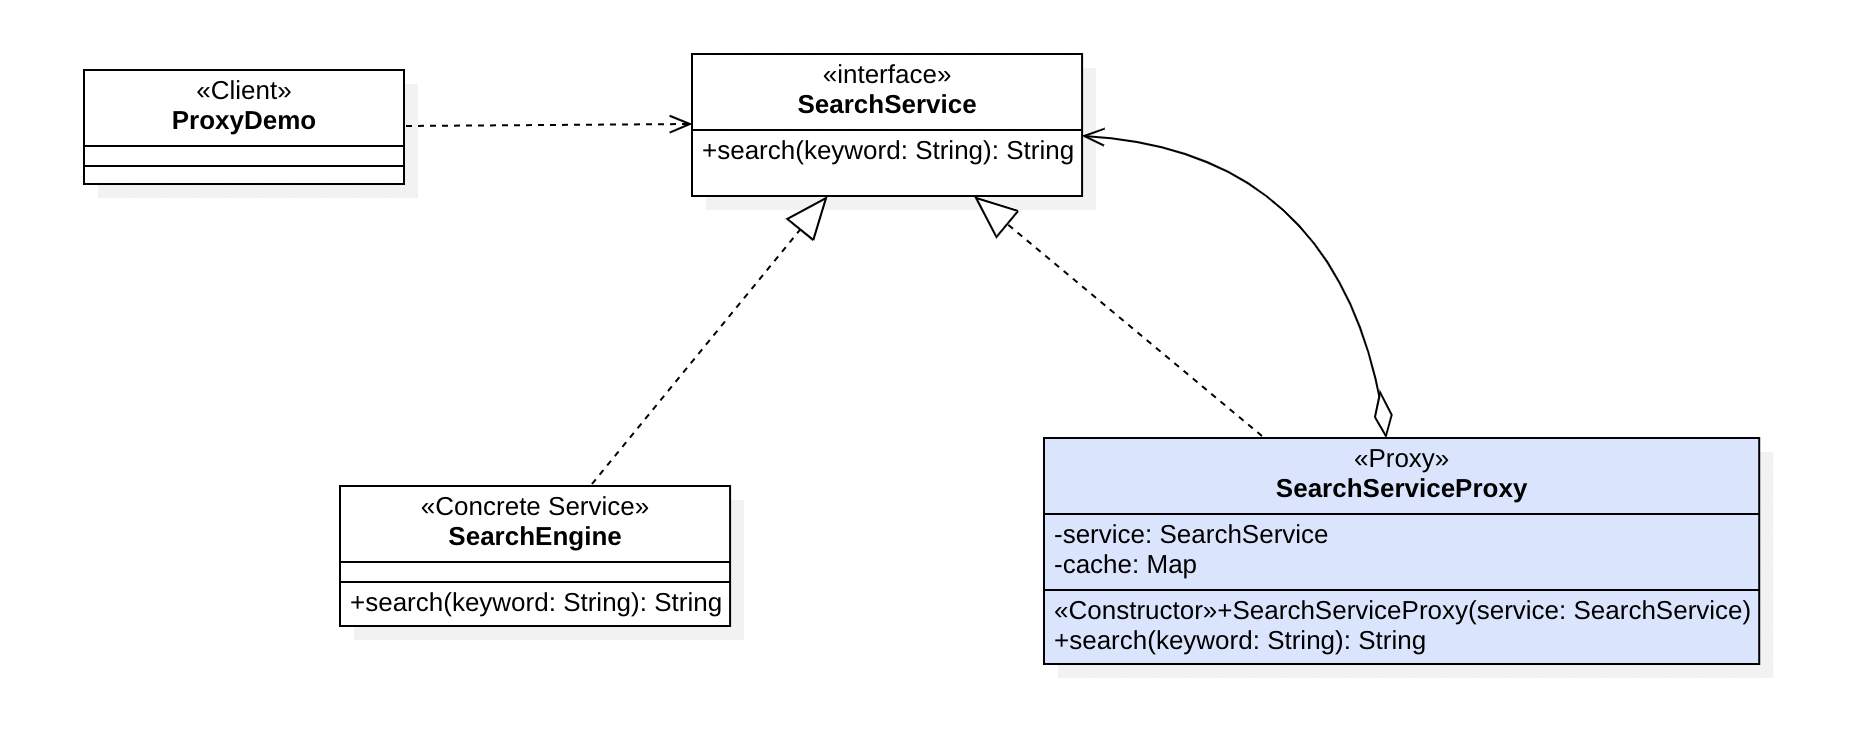 «Client»
ProxyDemo
«interface»
SearchService
+search(keyword: String): String
«Concrete Service»
SearchEngine
+search(keyword: String): String
«Proxy»
SearchServiceProxy
-service: SearchService
-cache: Map
«Constructor»+SearchServiceProxy(service: SearchService)
+search(keyword: String): String